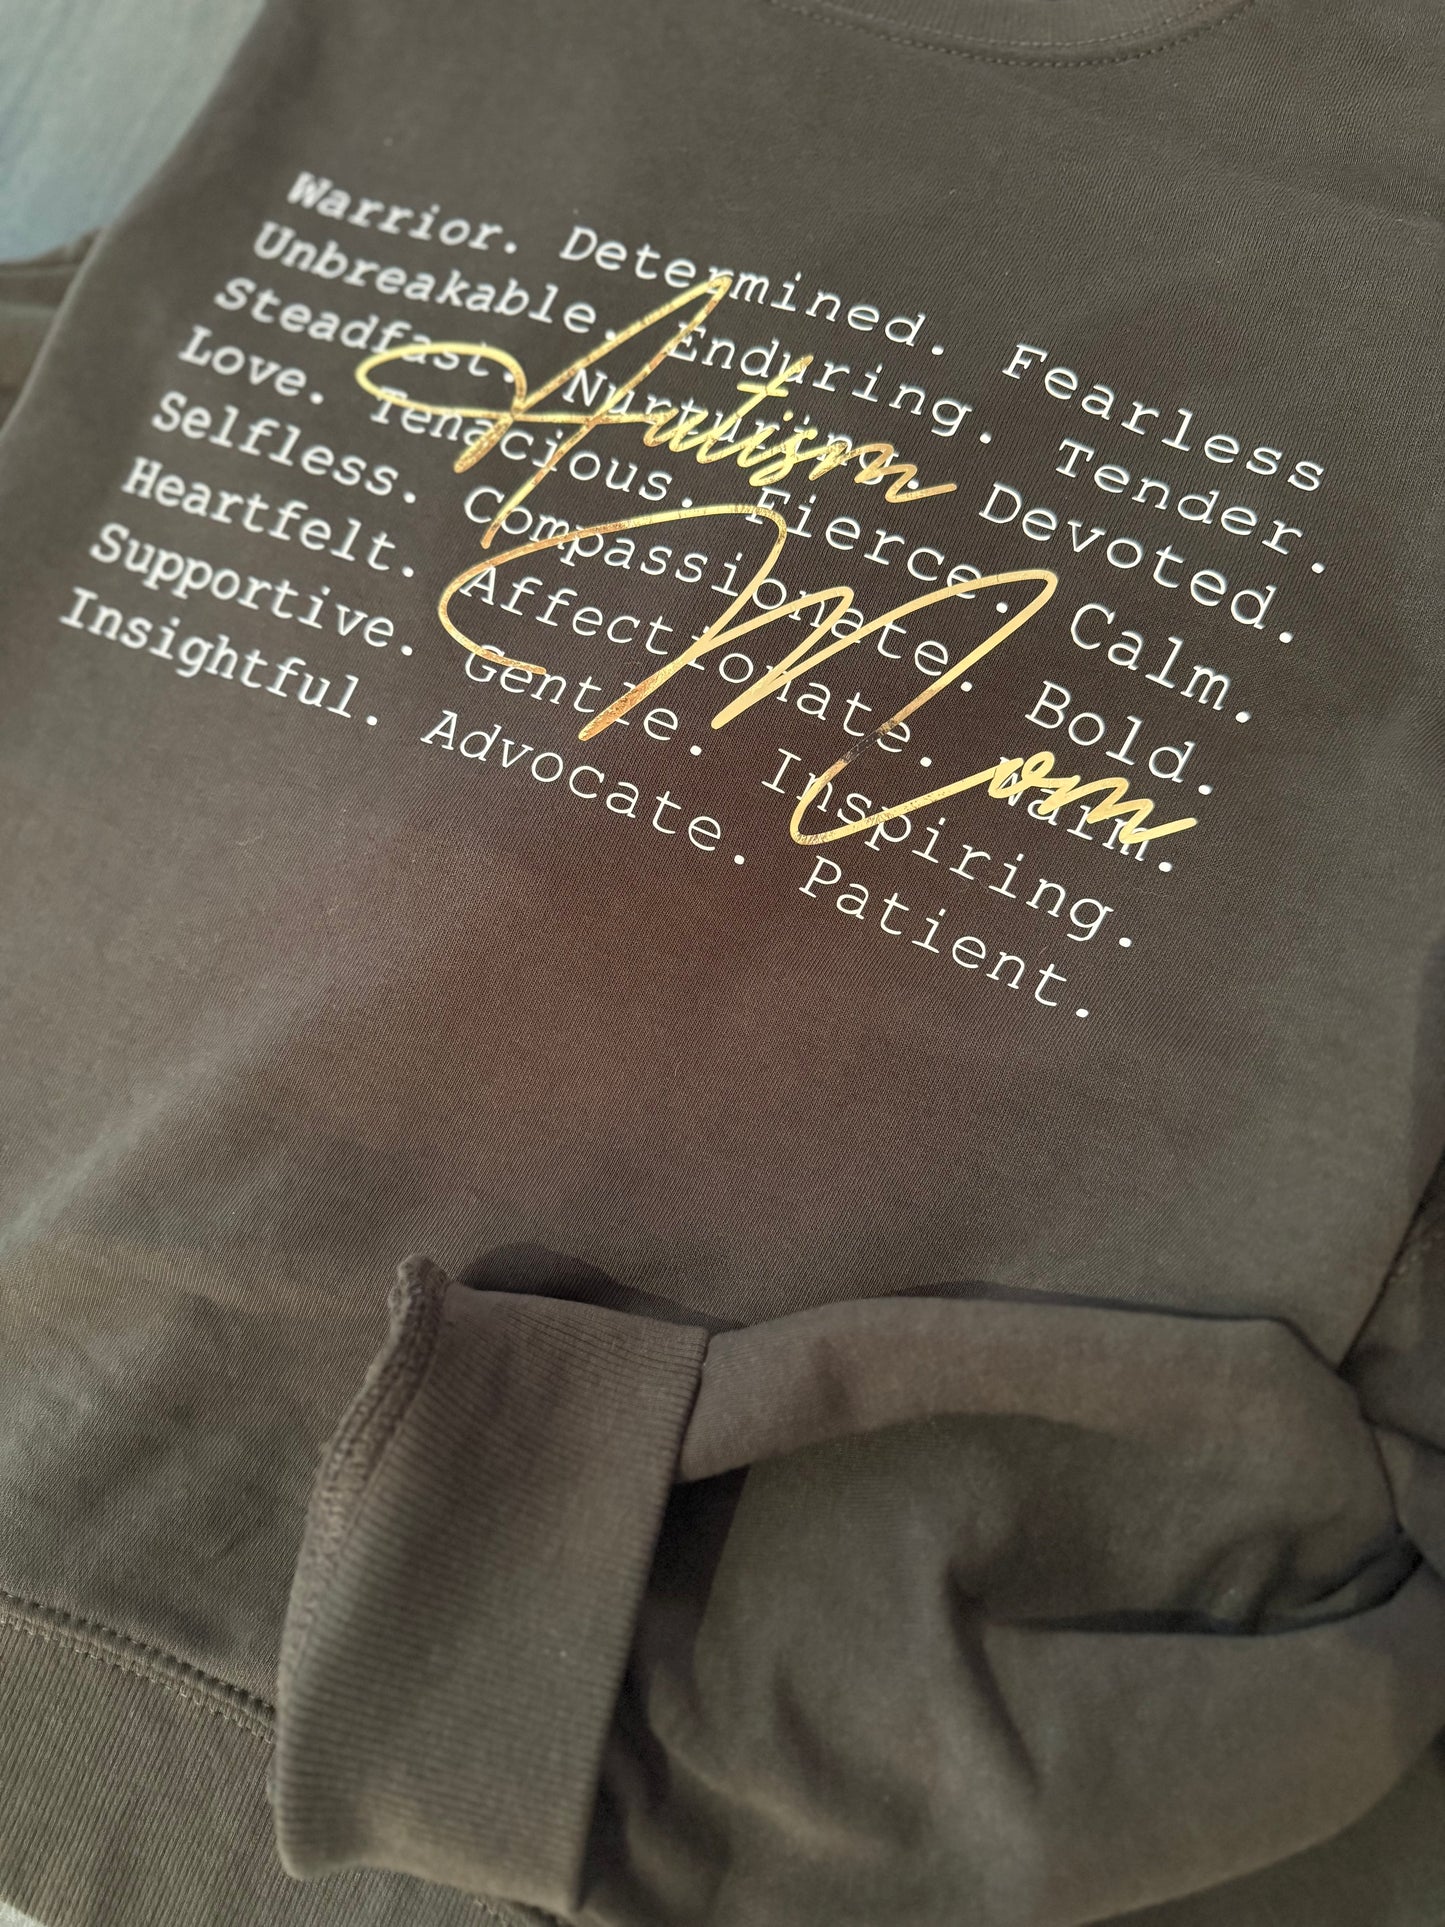 Warrior. Determined. Fearless
Unbreakable. Enduring. Tender.
Steadfast. Nurturing. Devoted.
Love. Tenacious. Fierce. Calm.
Selfless. Compassionate. Bold.
Heartfelt. Affectionate. Warm.
Supportive. Gentle. Inspiring.
Insightful. Advocate. Patient.
Autism
Mom